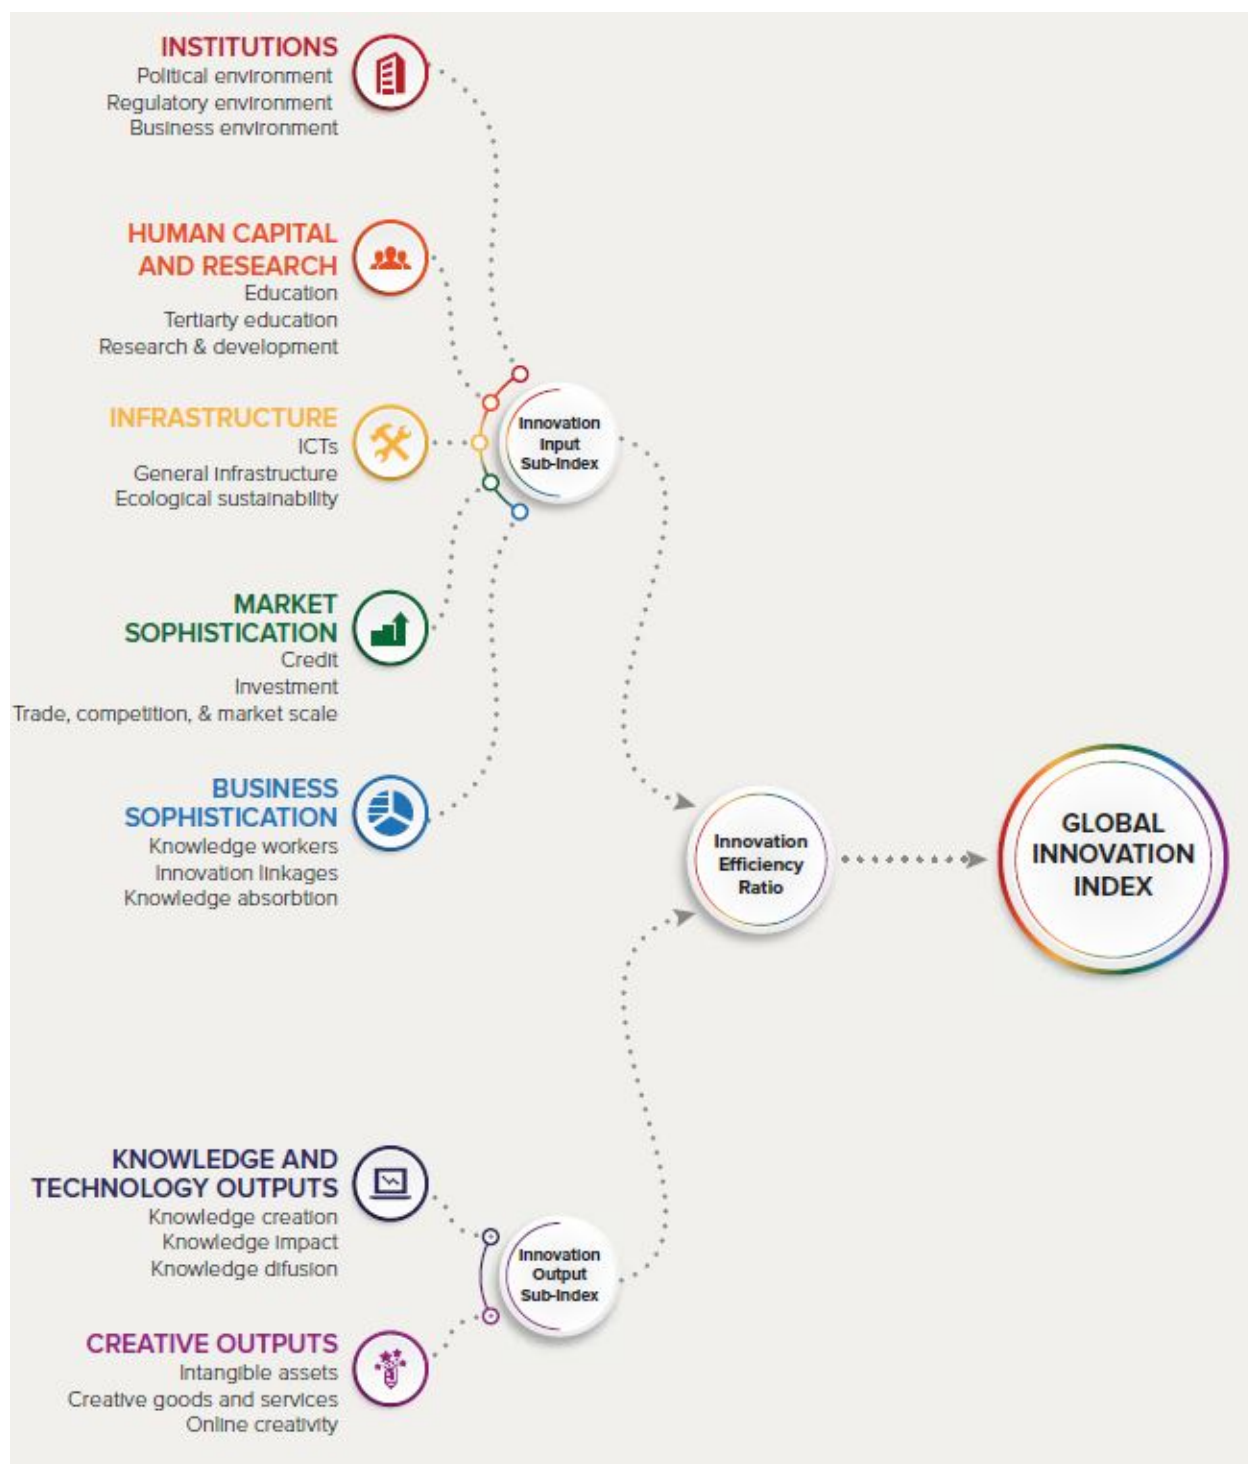 INSTITUTIONS
Political environment
Regulatory environment
Business environment
HUMAN CAPITAL
AND RESEARCH
Education
Tertiarty education
Research & development
INFRASTRUCTURE
ICTs
General infrastructure
Ecological sustainability
MARKET
SOPHISTICATION
Credit
Investment
Trade, competition, & market scale
BUSINESS
SOPHISTICATION
Knowledge workers
Innovation linkages
Knowledge absorbtion
KNOWLEDGE AND
TECHNOLOGY OUTPUTS
Knowledge creation
Knowledge impact
Knowledge difusion
CREATIVE OUTPUTS
Intangible assets
Creative goods and services
Online creativity
Innovation
Input
Sub-Index
Innovation
Output
Sub-Index
Innovation
Efficiency
Ratio
GLOBAL
INNOVATION
INDEX